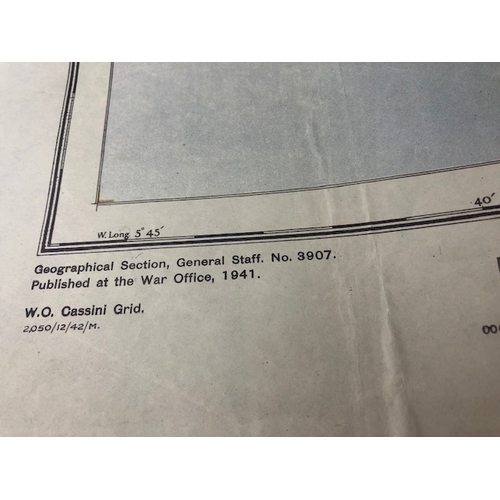 W. Long. 5° 45′
40′
Geographical Section, General Staff. No. 3907.
Published at the War Office, 1941.
W.O. Cassini Grid.
2,050/12/42/M.